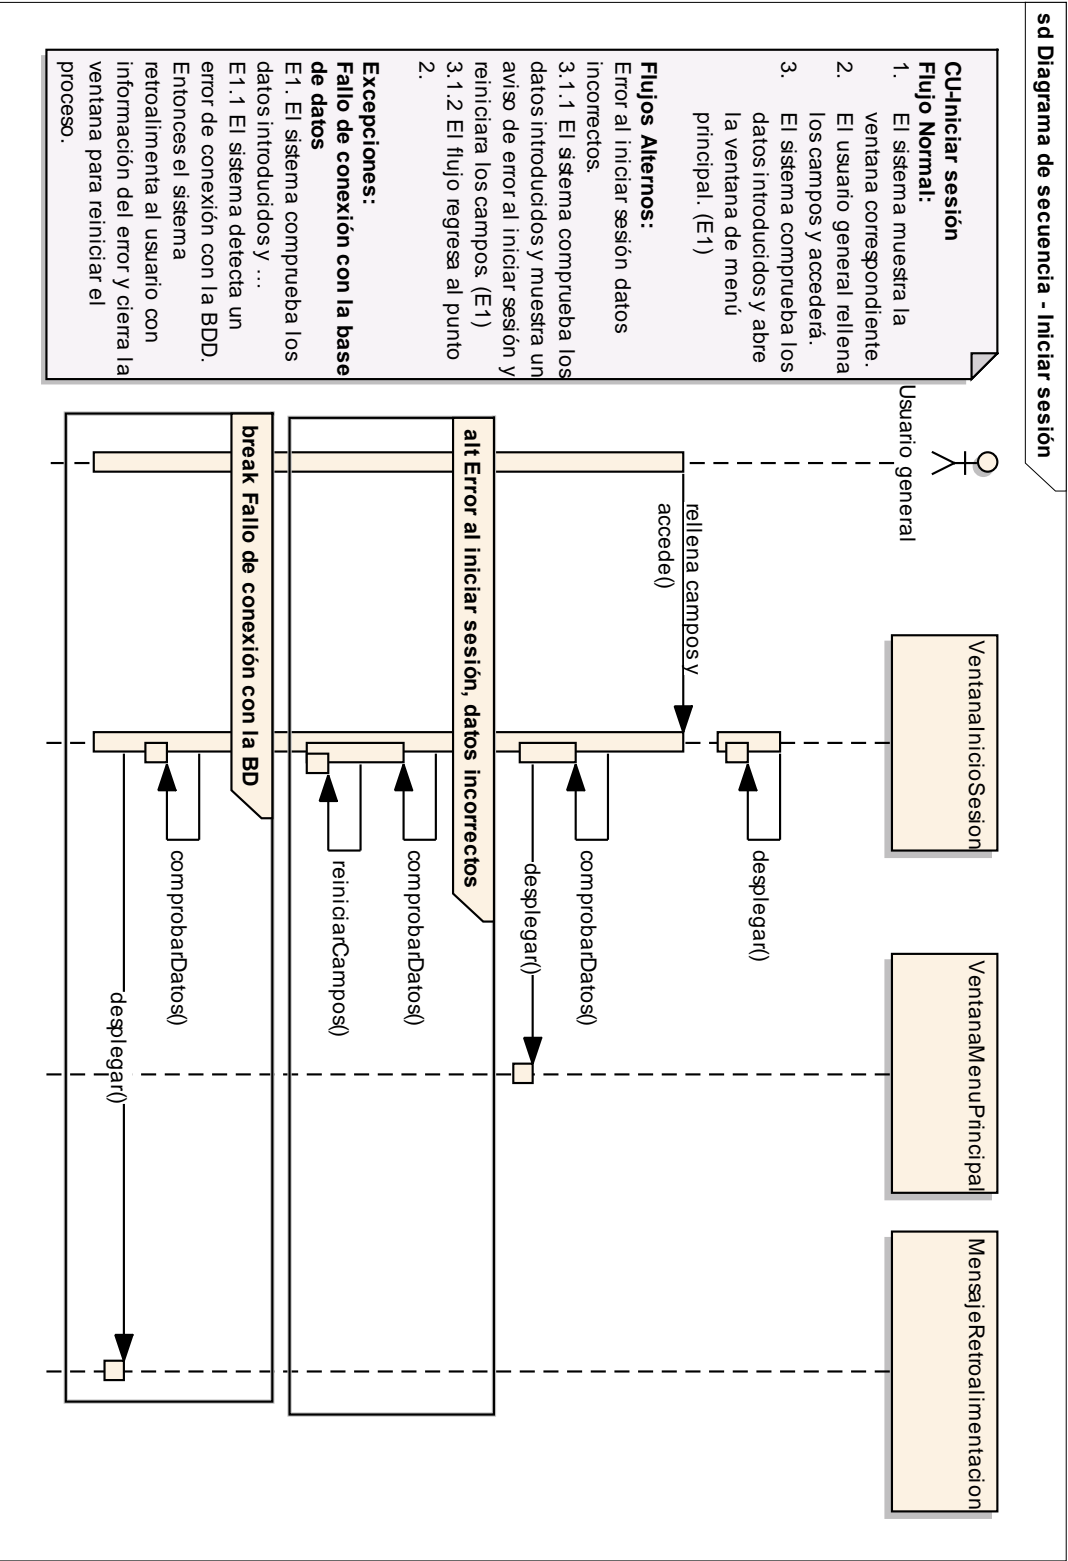 sd Diagrama de secuencia - Iniciar sesión
CU-Iniciar sesión
Flujo Normal:
1. El sistema muestra la
ventana correspondiente.
2. El usuario general rellena
los campos y accederá.
3. El sistema comprueba los
datos introducidos y abre
la ventana de menú
principal. (E1)
Flujos Alternos:
Error al iniciar sesión datos
incorrectos.
3.1.1 El sistema comprueba los
datos introducidos y muestra un
aviso de error al iniciar sesión y
reiniciara los campos. (E1)
3.1.2 El flujo regresa al punto
2.
Excepciones:
Fallo de conexión con la base
de datos
E1. El sistema comprueba los
datos introducidos y ...
E1.1 El sistema detecta un
error de conexión con la BDD.
Entonces el sistema
retroalimenta al usuario con
información del error y cierra la
ventana para reiniciar el
proceso.
Usuario general
VentanaInicioSesion
VentanaMenuPrincipal
MensajeRetroalimentacion
desplegar()
rellena campos y
accede()
comprobarDatos()
desplegar()
alt Error al iniciar sesión, datos incorrectos
comprobarDatos()
reiniciarCampos()
break Fallo de conexión con la BD
comprobarDatos()
desplegar()